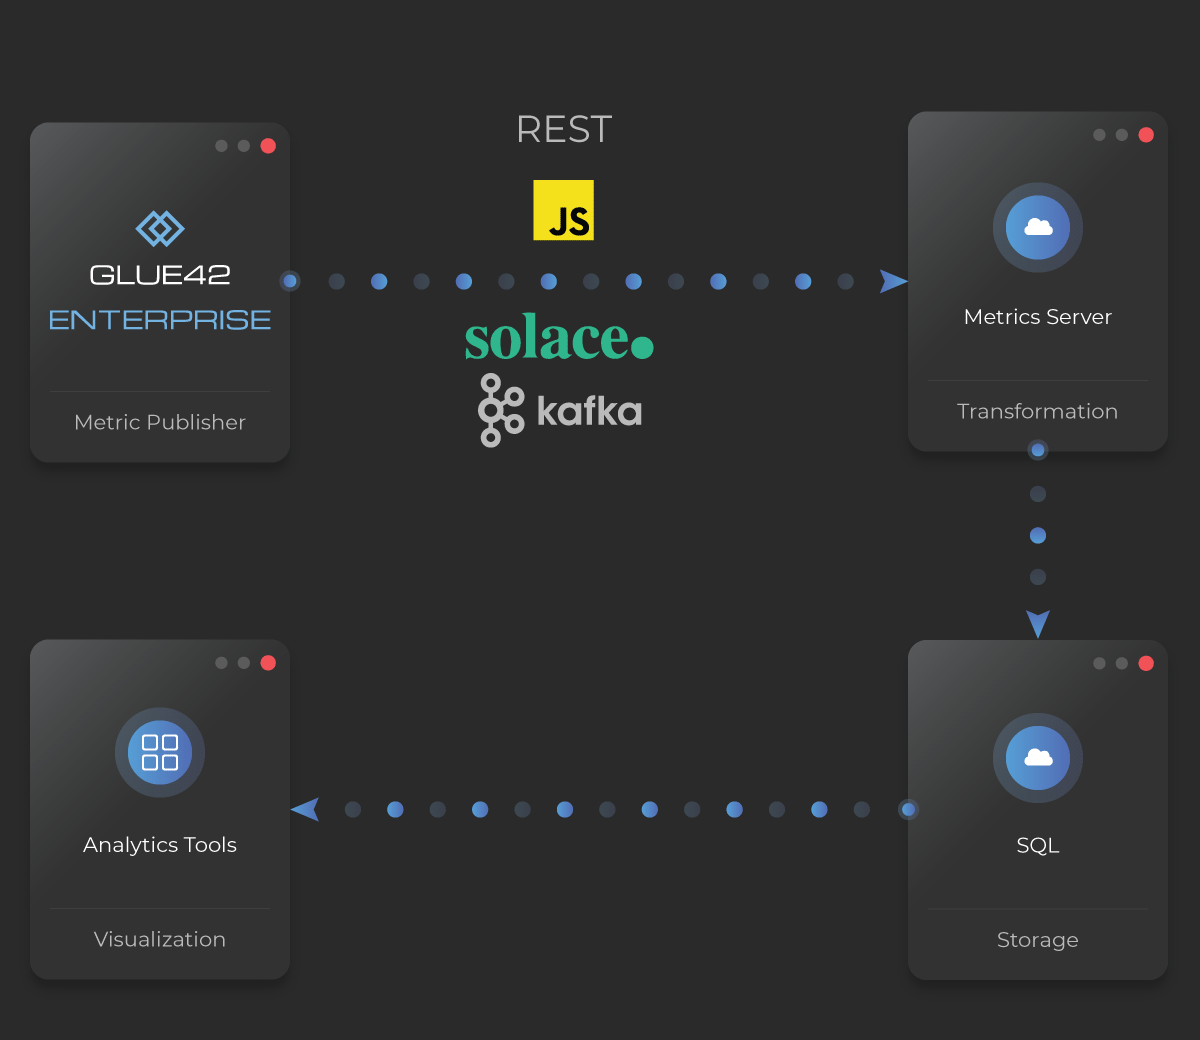 REST
JS
GLUE42
ENTERPRISE
Metric Publisher
solace.
kafka
Metrics Server
Transformation
Analytics Tools
Visualization
SQL
Storage